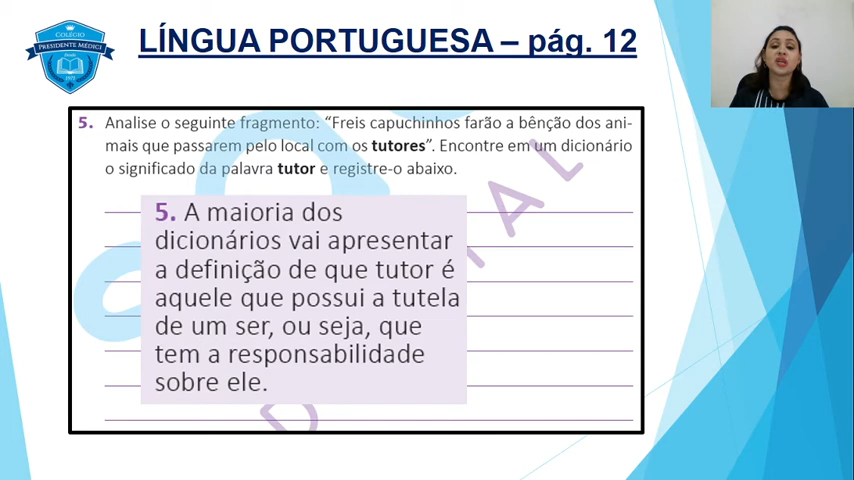 COLÉGIO
PRESIDENTE MÉDICI
LÍNGUA PORTUGUESA – pág. 12
5. Analise o seguinte fragmento: “Freis capuchinhos farão a bênção dos ani-
mais que passarem pelo local com os tutores”. Encontre em um dicionário
o significado da palavra tutor e registre-o abaixo.
5. A maioria dos
dicionários vai apresentar
a definição de que tutor é
aquele que possui a tutela
de um ser, ou seja, que
tem a responsabilidade
sobre ele.